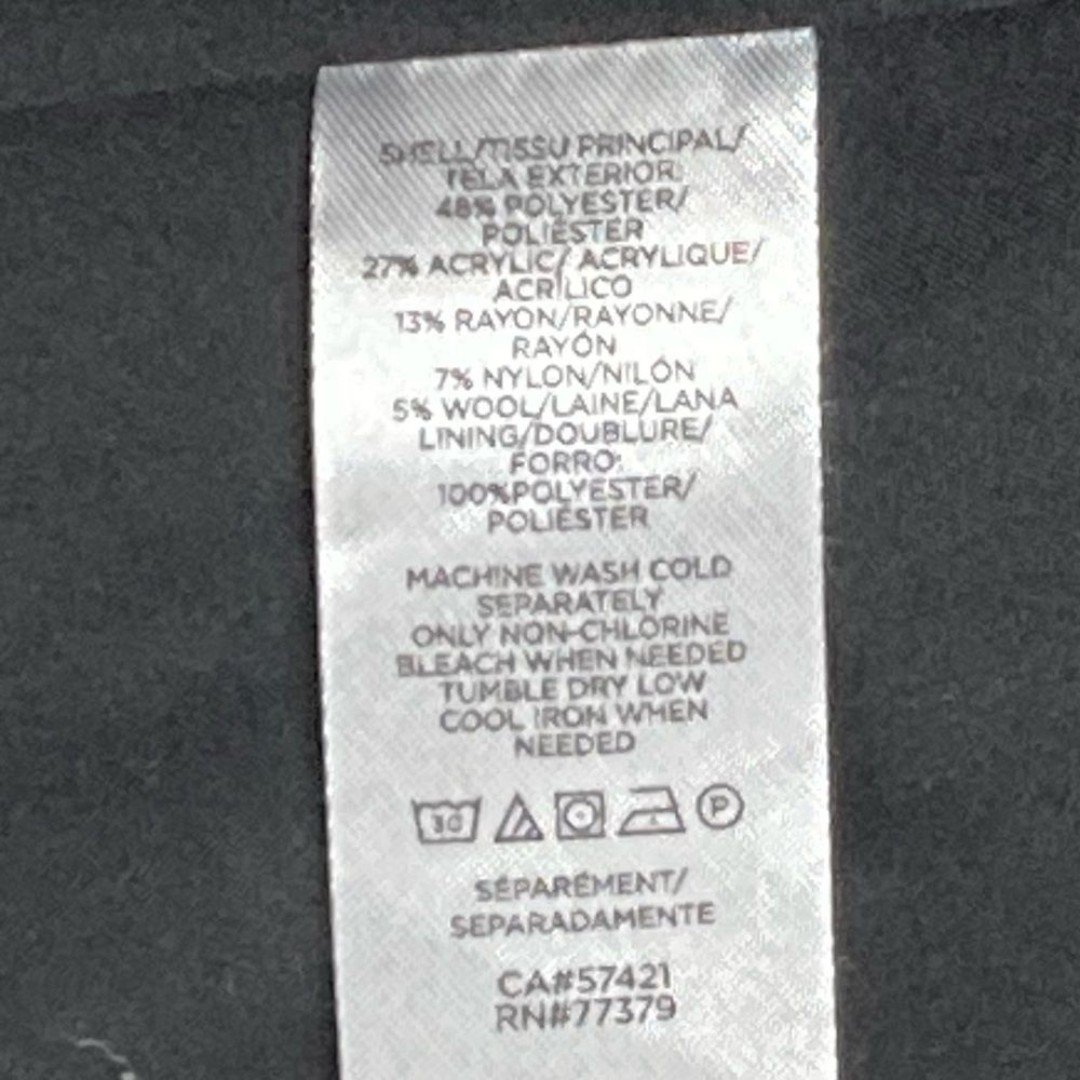 SHELL/TISSU PRINCIPAL/
TELA EXTERIOR:
48% POLYESTER/
POLIÉSTER
27% ACRYLIC/ ACRYLIQUE/
ACRÍLICO
13% RAYON/RAYONNE/
RAYÓN
7% NYLON/NILÓN
5% WOOL/LAINE/LANA
LINING/DOUBLURE/
FORRO:
100%POLYESTER/
POLIÉSTER
MACHINE WASH COLD
SEPARATELY
ONLY NON-CHLORINE
BLEACH WHEN NEEDED
TUMBLE DRY LOW
COOL IRON WHEN
NEEDED
30 P
SÉPARÉMENT/
SEPARADAMENTE
CA#57421
RN#77379